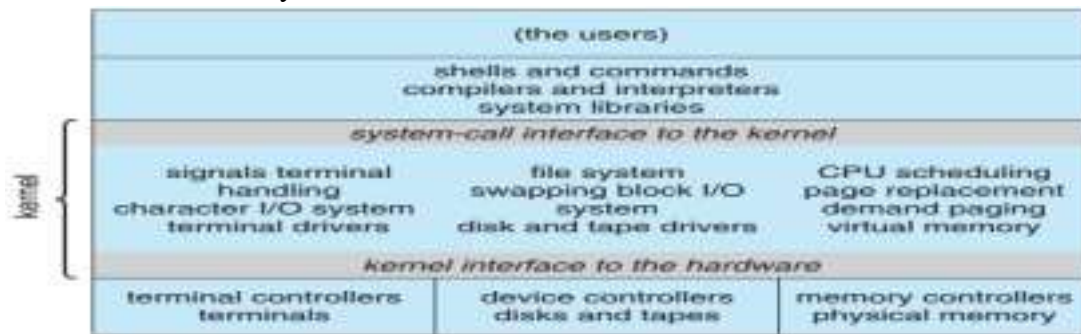 (the users)
shells and commands
compilers and interpreters
system libraries
system-call interface to the kernel
kernel
signals terminal
handling
character I/O system
terminal drivers
file system
swapping block I/O
system
disk and tape drivers
CPU scheduling
page replacement
demand paging
virtual memory
kernel interface to the hardware
terminal controllers
terminals
device controllers
disks and tapes
memory controllers
physical memory